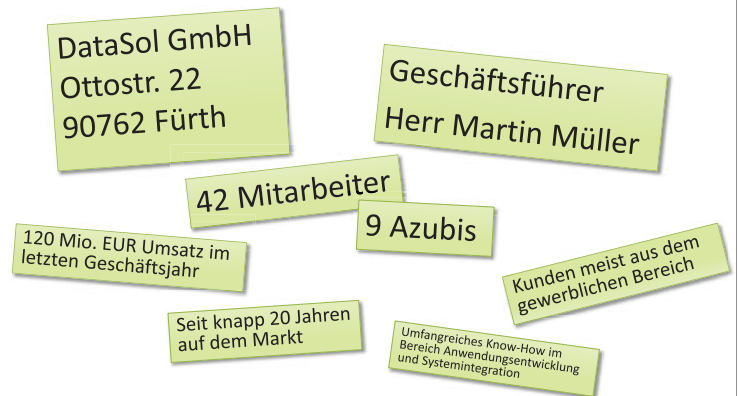 DataSol GmbH
Ottostr. 22
90762 Fürth
Geschäftsführer
Herr Martin Müller
42 Mitarbeiter
9 Azubis
120 Mio. EUR Umsatz im
letzten Geschäftsjahr
Kunden meist aus dem
gewerblichen Bereich
Seit knapp 20 Jahren
auf dem Markt
Umfangreiches Know-How im
Bereich Anwendungsentwicklung
und Systemintegration